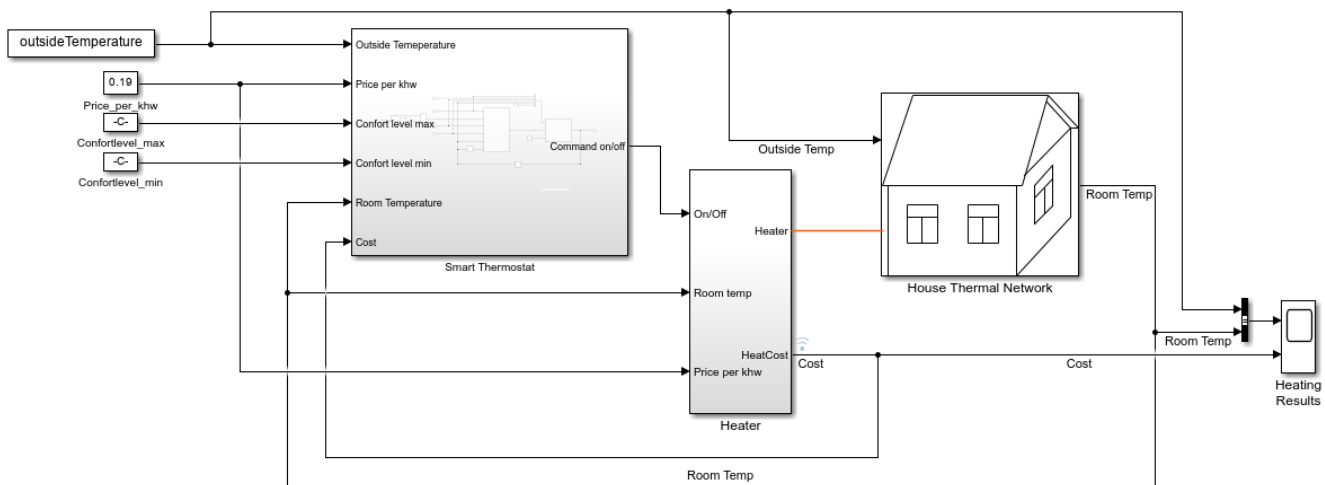 outsideTemperature
0.19
Price_per_khw
-C-
Confortlevel_max
-C-
Confortlevel_min
Outside Temeperature
Price per khw
Confort level max
Confort level min
Room Temperature
Cost
Command on/off
Smart Thermostat
On/Off
Room temp
Price per khw
Heater
HeatCost
Heater
Outside Temp
Room Temp
House Thermal Network
Room Temp
Cost
Cost
Heating
Results
Room Temp